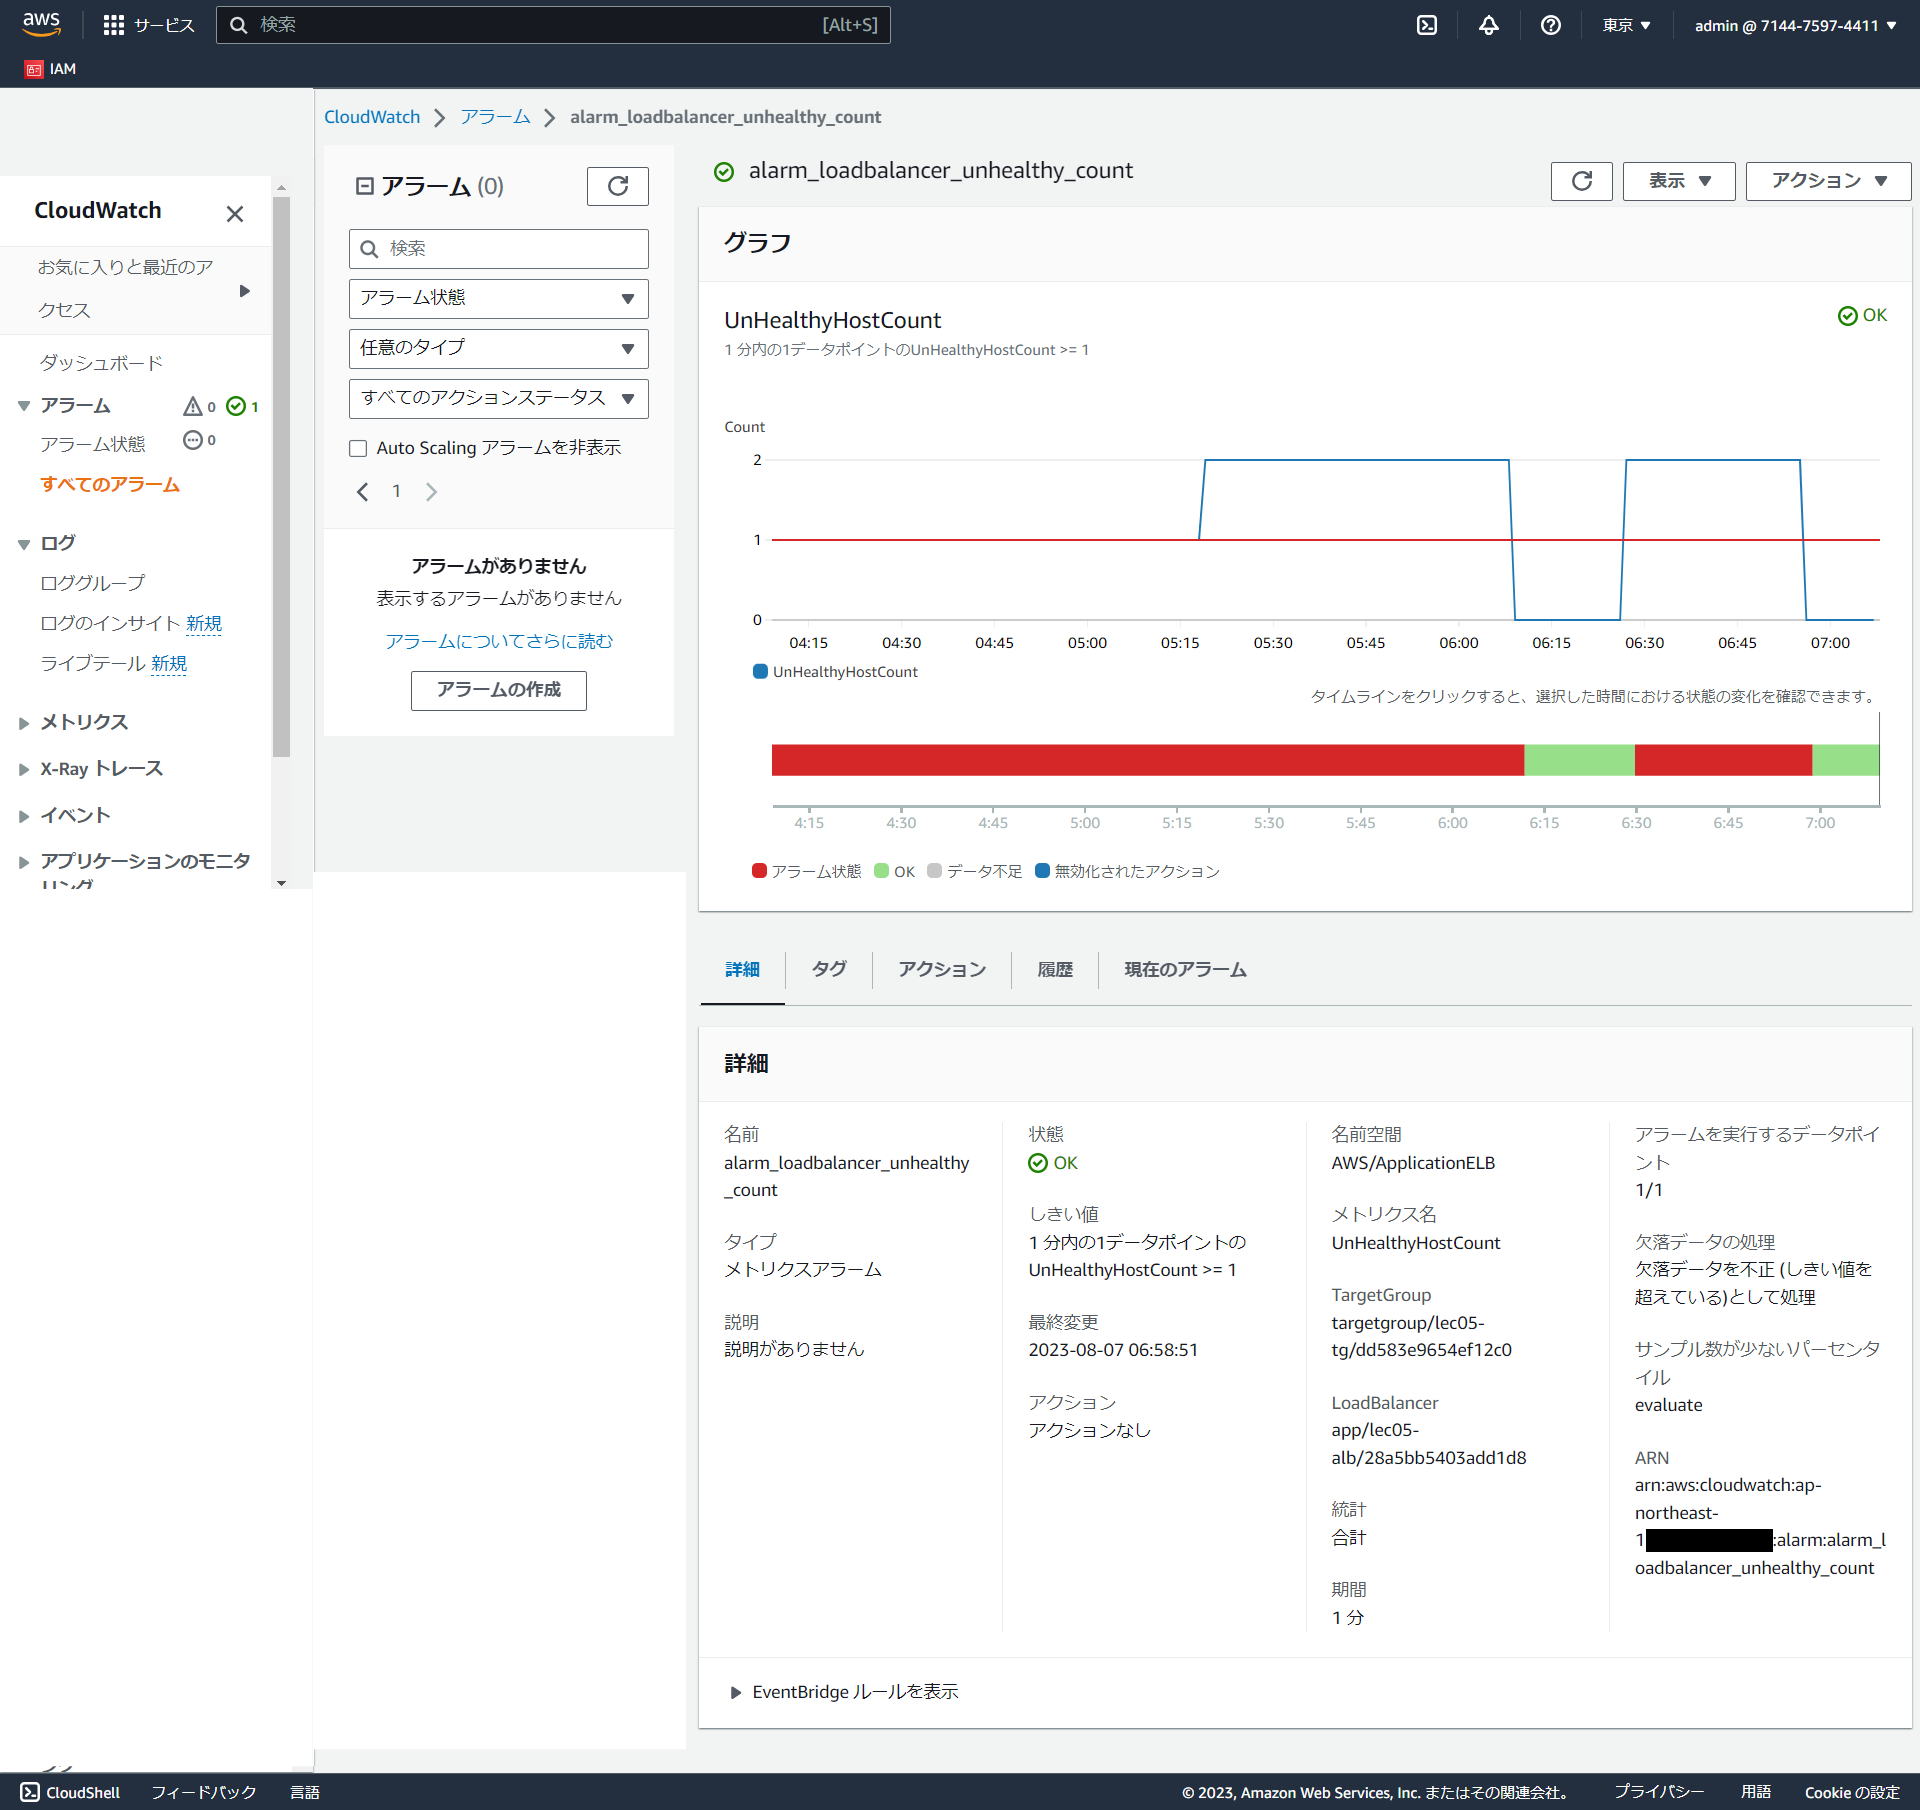 aws
サービス
検索
[Alt+S]
東京
admin @ 7144-7597-4411
IAM
CloudWatch
アラーム
alarm_loadbalancer_unhealthy_count
CloudWatch
お気に入りと最近のア
クセス
ダッシュボード
アラーム
0
1
0
アラーム状態
すべてのアラーム
ログ
ロググループ
ログのインサイト 新規
ライブテール 新規
メトリクス
X-Ray トレース
イベント
アプリケーションのモニタ
リング
アラーム (0)
検索
アラーム状態
任意のタイプ
すべてのアクションステータス
Auto Scaling アラームを非表示
1
アラームがありません
表示するアラームがありません
アラームについてさらに読む
アラームの作成
alarm_loadbalancer_unhealthy_count
表示
アクション
グラフ
UnHealthyHostCount
OK
1 分内の1データポイントのUnHealthyHostCount >= 1
Count
2
1
0
04:15 04:30 04:45 05:00 05:15 05:30 05:45 06:00 06:15 06:30 06:45 07:00
UnHealthyHostCount
タイムラインをクリックすると、選択した時間における状態の変化を確認できます。
4:15 4:30 4:45 5:00 5:15 5:30 5:45 6:00 6:15 6:30 6:45 7:00
アラーム状態 OK データ不足 無効化されたアクション
詳細
タグ
アクション
履歴
現在のアラーム
詳細
名前
alarm_loadbalancer_unhealthy
_count
タイプ
メトリクスアラーム
説明
説明がありません
状態
OK
しきい値
1 分内の1データポイントの
UnHealthyHostCount >= 1
最終変更
2023-08-07 06:58:51
アクション
アクションなし
名前空間
AWS/ApplicationELB
メトリクス名
UnHealthyHostCount
TargetGroup
targetgroup/lec05-
tg/dd583e9654ef12c0
LoadBalancer
app/lec05-
alb/28a5bb5403add1d8
統計
合計
期間
1 分
アラームを実行するデータポイ
ント
1/1
欠落データの処理
欠落データを不正 (しきい値を
超えている)として処理
サンプル数が少ないパーセンタ
イル
evaluate
ARN
arn:aws:cloudwatch:ap-
northeast-
1 :alarm:alarm_l
oadbalancer_unhealthy_count
EventBridge ルールを表示
CloudShell
フィードバック
言語
© 2023, Amazon Web Services, Inc. またはその関連会社。
プライバシー
用語
Cookie の設定